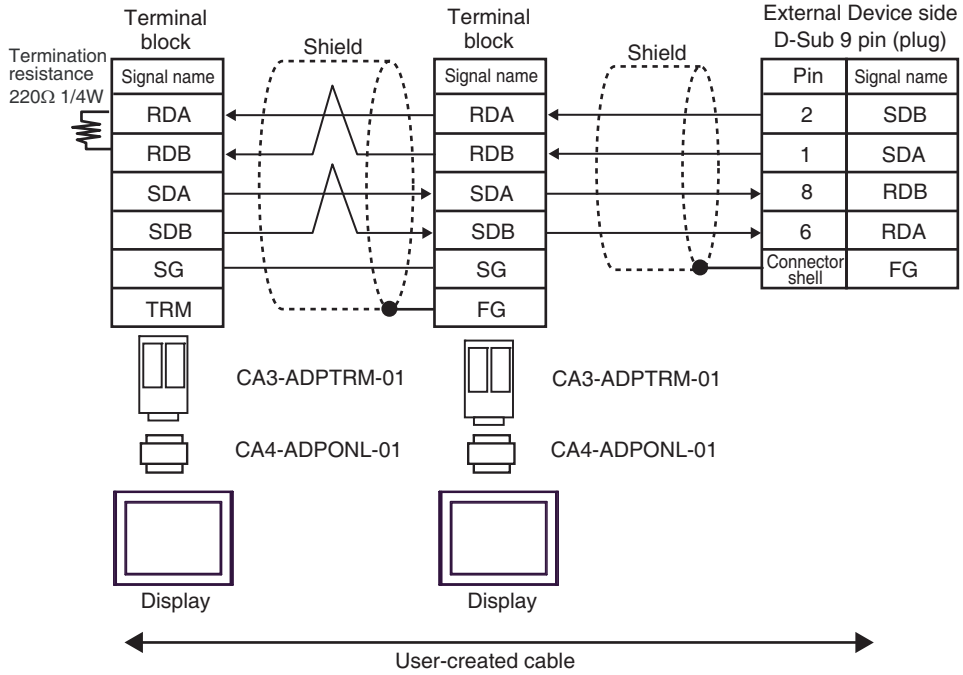 Terminal
block
Shield
Terminal
block
Shield
External Device side
D-Sub 9 pin (plug)
Termination
resistance
220Ω 1/4W
Signal name
RDA
RDB
SDA
SDB
SG
TRM
Signal name
RDA
RDB
SDA
SDB
SG
FG
Pin Signal name
2 SDB
1 SDA
8 RDB
6 RDA
Connector
shell
FG
CA3-ADPTRM-01
CA3-ADPTRM-01
CA4-ADPONL-01
CA4-ADPONL-01
Display
Display
User-created cable